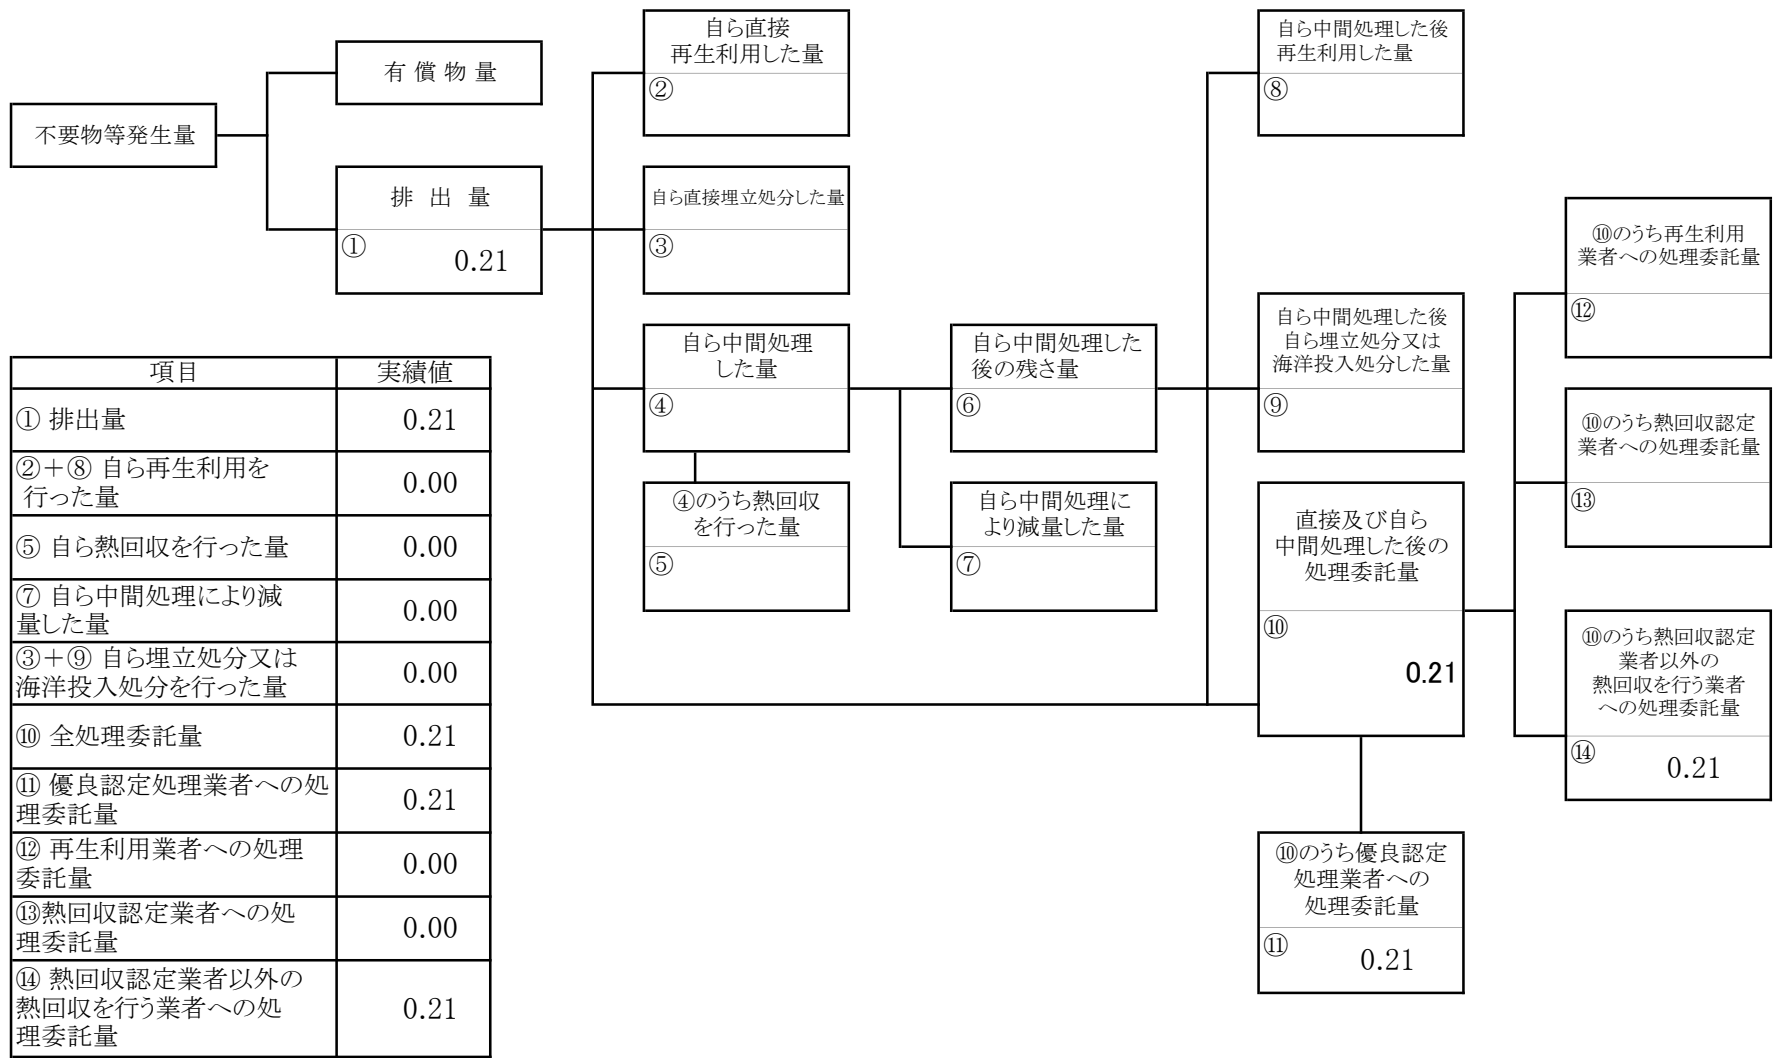 不要物等発生量
有 償 物 量
排 出 量
①
0.21
自ら直接
再生利用した量
②
自ら直接埋立処分した量
③
自ら中間処理
した量
④
④のうち熱回収
を行った量
⑤
自ら中間処理した
後の残さ量
⑥
自ら中間処理に
より減量した量
⑦
自ら中間処理した後
再生利用した量
⑧
自ら中間処理した後
自ら埋立処分又は
海洋投入処分した量
⑨
直接及び自ら
中間処理した後の
処理委託量
⑩
0.21
⑩のうち優良認定
処理業者への
処理委託量
⑪
0.21
⑩のうち再生利用
業者への処理委託量
⑫
⑩のうち熱回収認定
業者への処理委託量
⑬
⑩のうち熱回収認定
業者以外の
熱回収を行う業者
への処理委託量
⑭
0.21
項目 実績値
① 排出量 0.21
②+⑧ 自ら再生利用を
行った量 0.00
⑤ 自ら熱回収を行った量 0.00
⑦ 自ら中間処理により減
量した量 0.00
③+⑨ 自ら埋立処分又は
海洋投入処分を行った量 0.00
⑩ 全処理委託量 0.21
⑪ 優良認定処理業者への処
理委託量 0.21
⑫ 再生利用業者への処理
委託量 0.00
⑬熱回収認定業者への処
理委託量 0.00
⑭ 熱回収認定業者以外の
熱回収を行う業者への処
理委託量 0.21